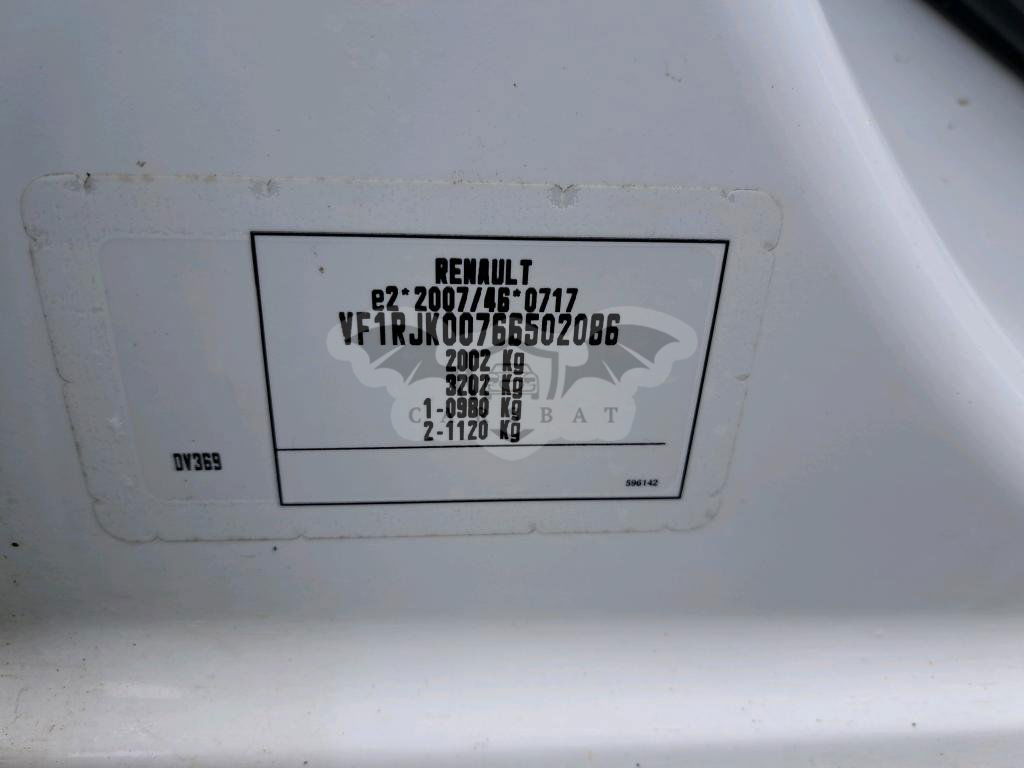 RENAULT
e2*2007/46*0717
VF1RJK00766502086
2002 Kg
3202 Kg
1-0980 Kg
2-1120 Kg
DV369
596142